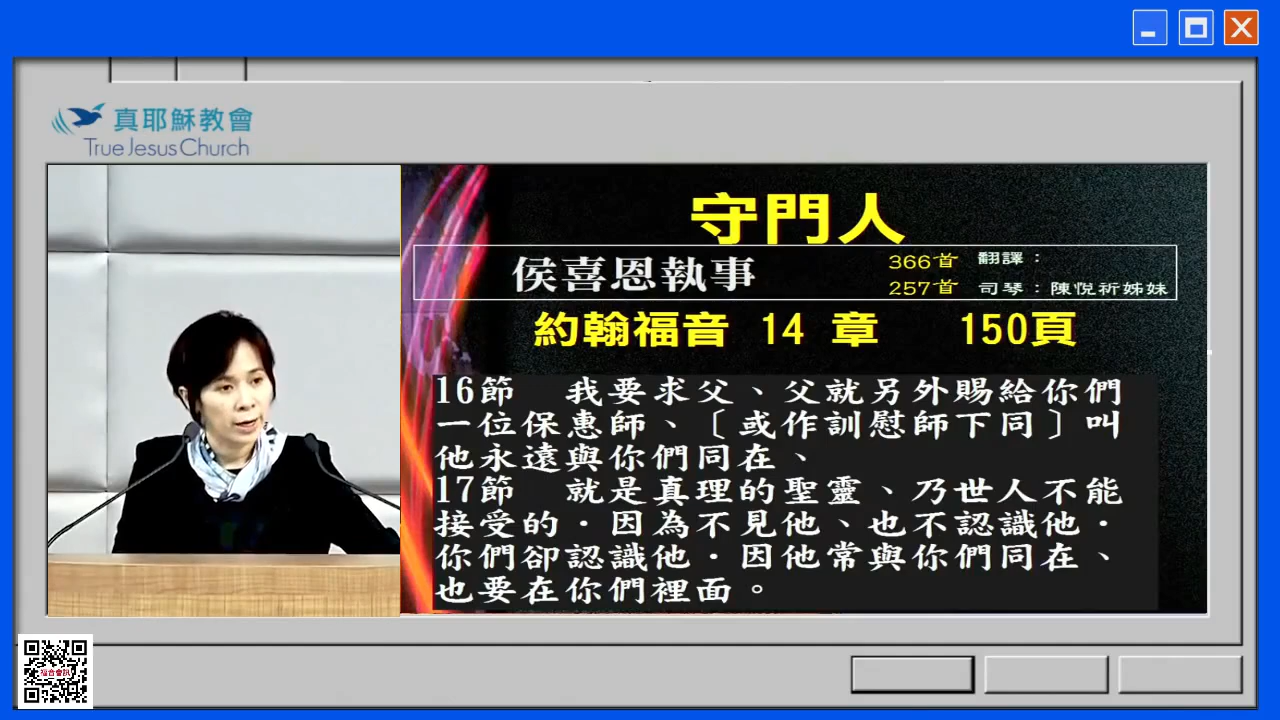 真耶穌教會
True Jesus Church
守門人
侯喜恩執事
366首 翻譯：
257首 司琴：陳悅祈姊妹
約翰福音 14 章 150頁
16節 我要求父、父就另外賜給你們
一位保惠師、〔或作訓慰師下同〕叫
他永遠與你們同在、
17節 就是真理的聖靈、乃世人不能
接受的．因為不見他、也不認識他．
你們卻認識他．因他常與你們同在、
也要在你們裡面。